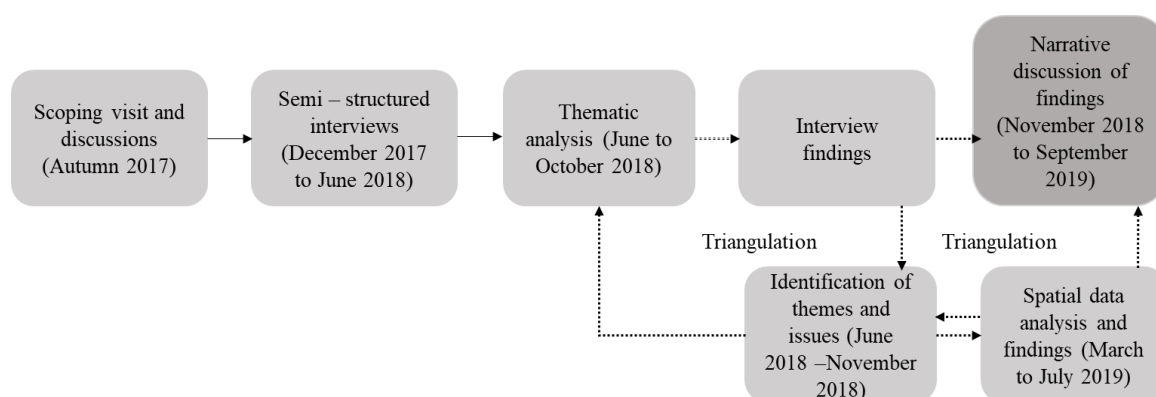 Scoping visit and
discussions
(Autumn 2017)
Semi – structured
interviews
(December 2017
to June 2018)
Thematic
analysis (June to
October 2018)
Interview
findings
Narrative
discussion of
findings
(November 2018
to September
2019)
Triangulation
Triangulation
Identification of
themes and
issues (June
2018 –November
2018)
Spatial data
analysis and
findings (March
to July 2019)